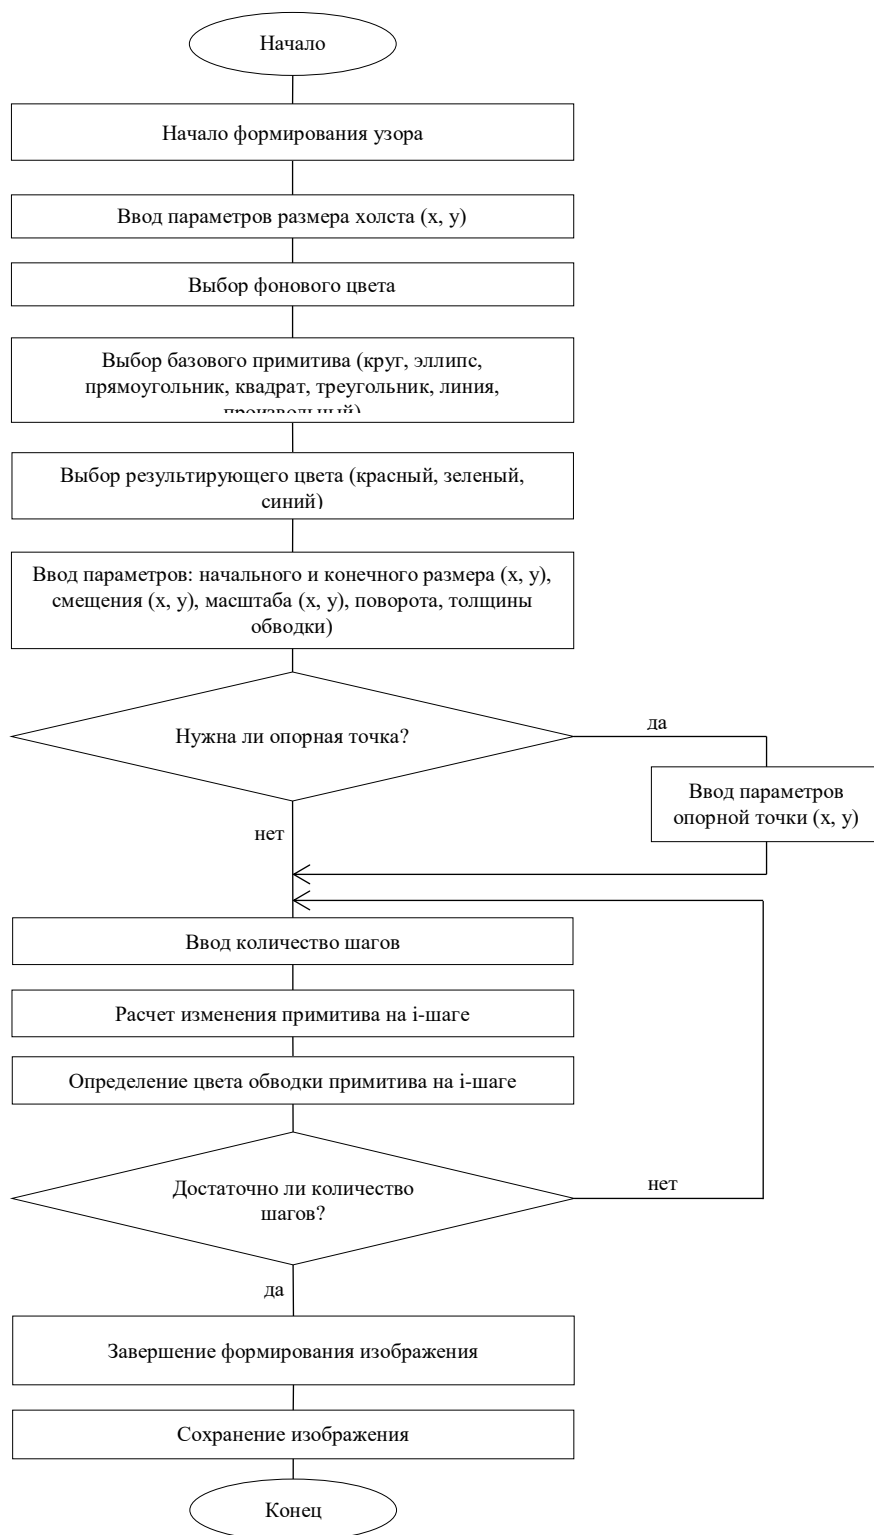 Начало
Начало формирования узора
Ввод параметров размера холста (x, y)
Выбор фонового цвета
Выбор базового примитива (круг, эллипс,
прямоугольник, квадрат, треугольник, линия,
произвольный)
Выбор результирующего цвета (красный, зеленый,
синий)
Ввод параметров: начального и конечного размера (x, y),
смещения (x, y), масштаба (x, y), поворота, толщины
обводки)
Нужна ли опорная точка?
да
Ввод параметров
опорной точки (x, y)
нет
Ввод количество шагов
Расчет изменения примитива на i-шаге
Определение цвета обводки примитива на i-шаге
Достаточно ли количество
шагов?
нет
да
Завершение формирования изображения
Сохранение изображения
Конец